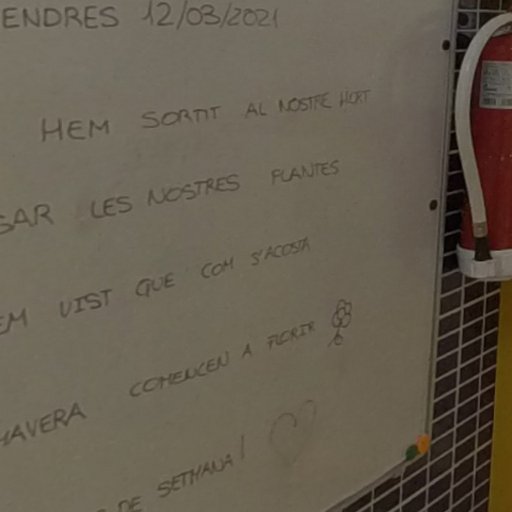 ENDRES 12/03/2021
HEM SORTIT AL NOSTRE HORT
SAR LES NOSTRES PLANTES
EM VIST QUE COM S'ACOSTA
MAVERA COMENCEN A FLORIR
DE SETMANA!